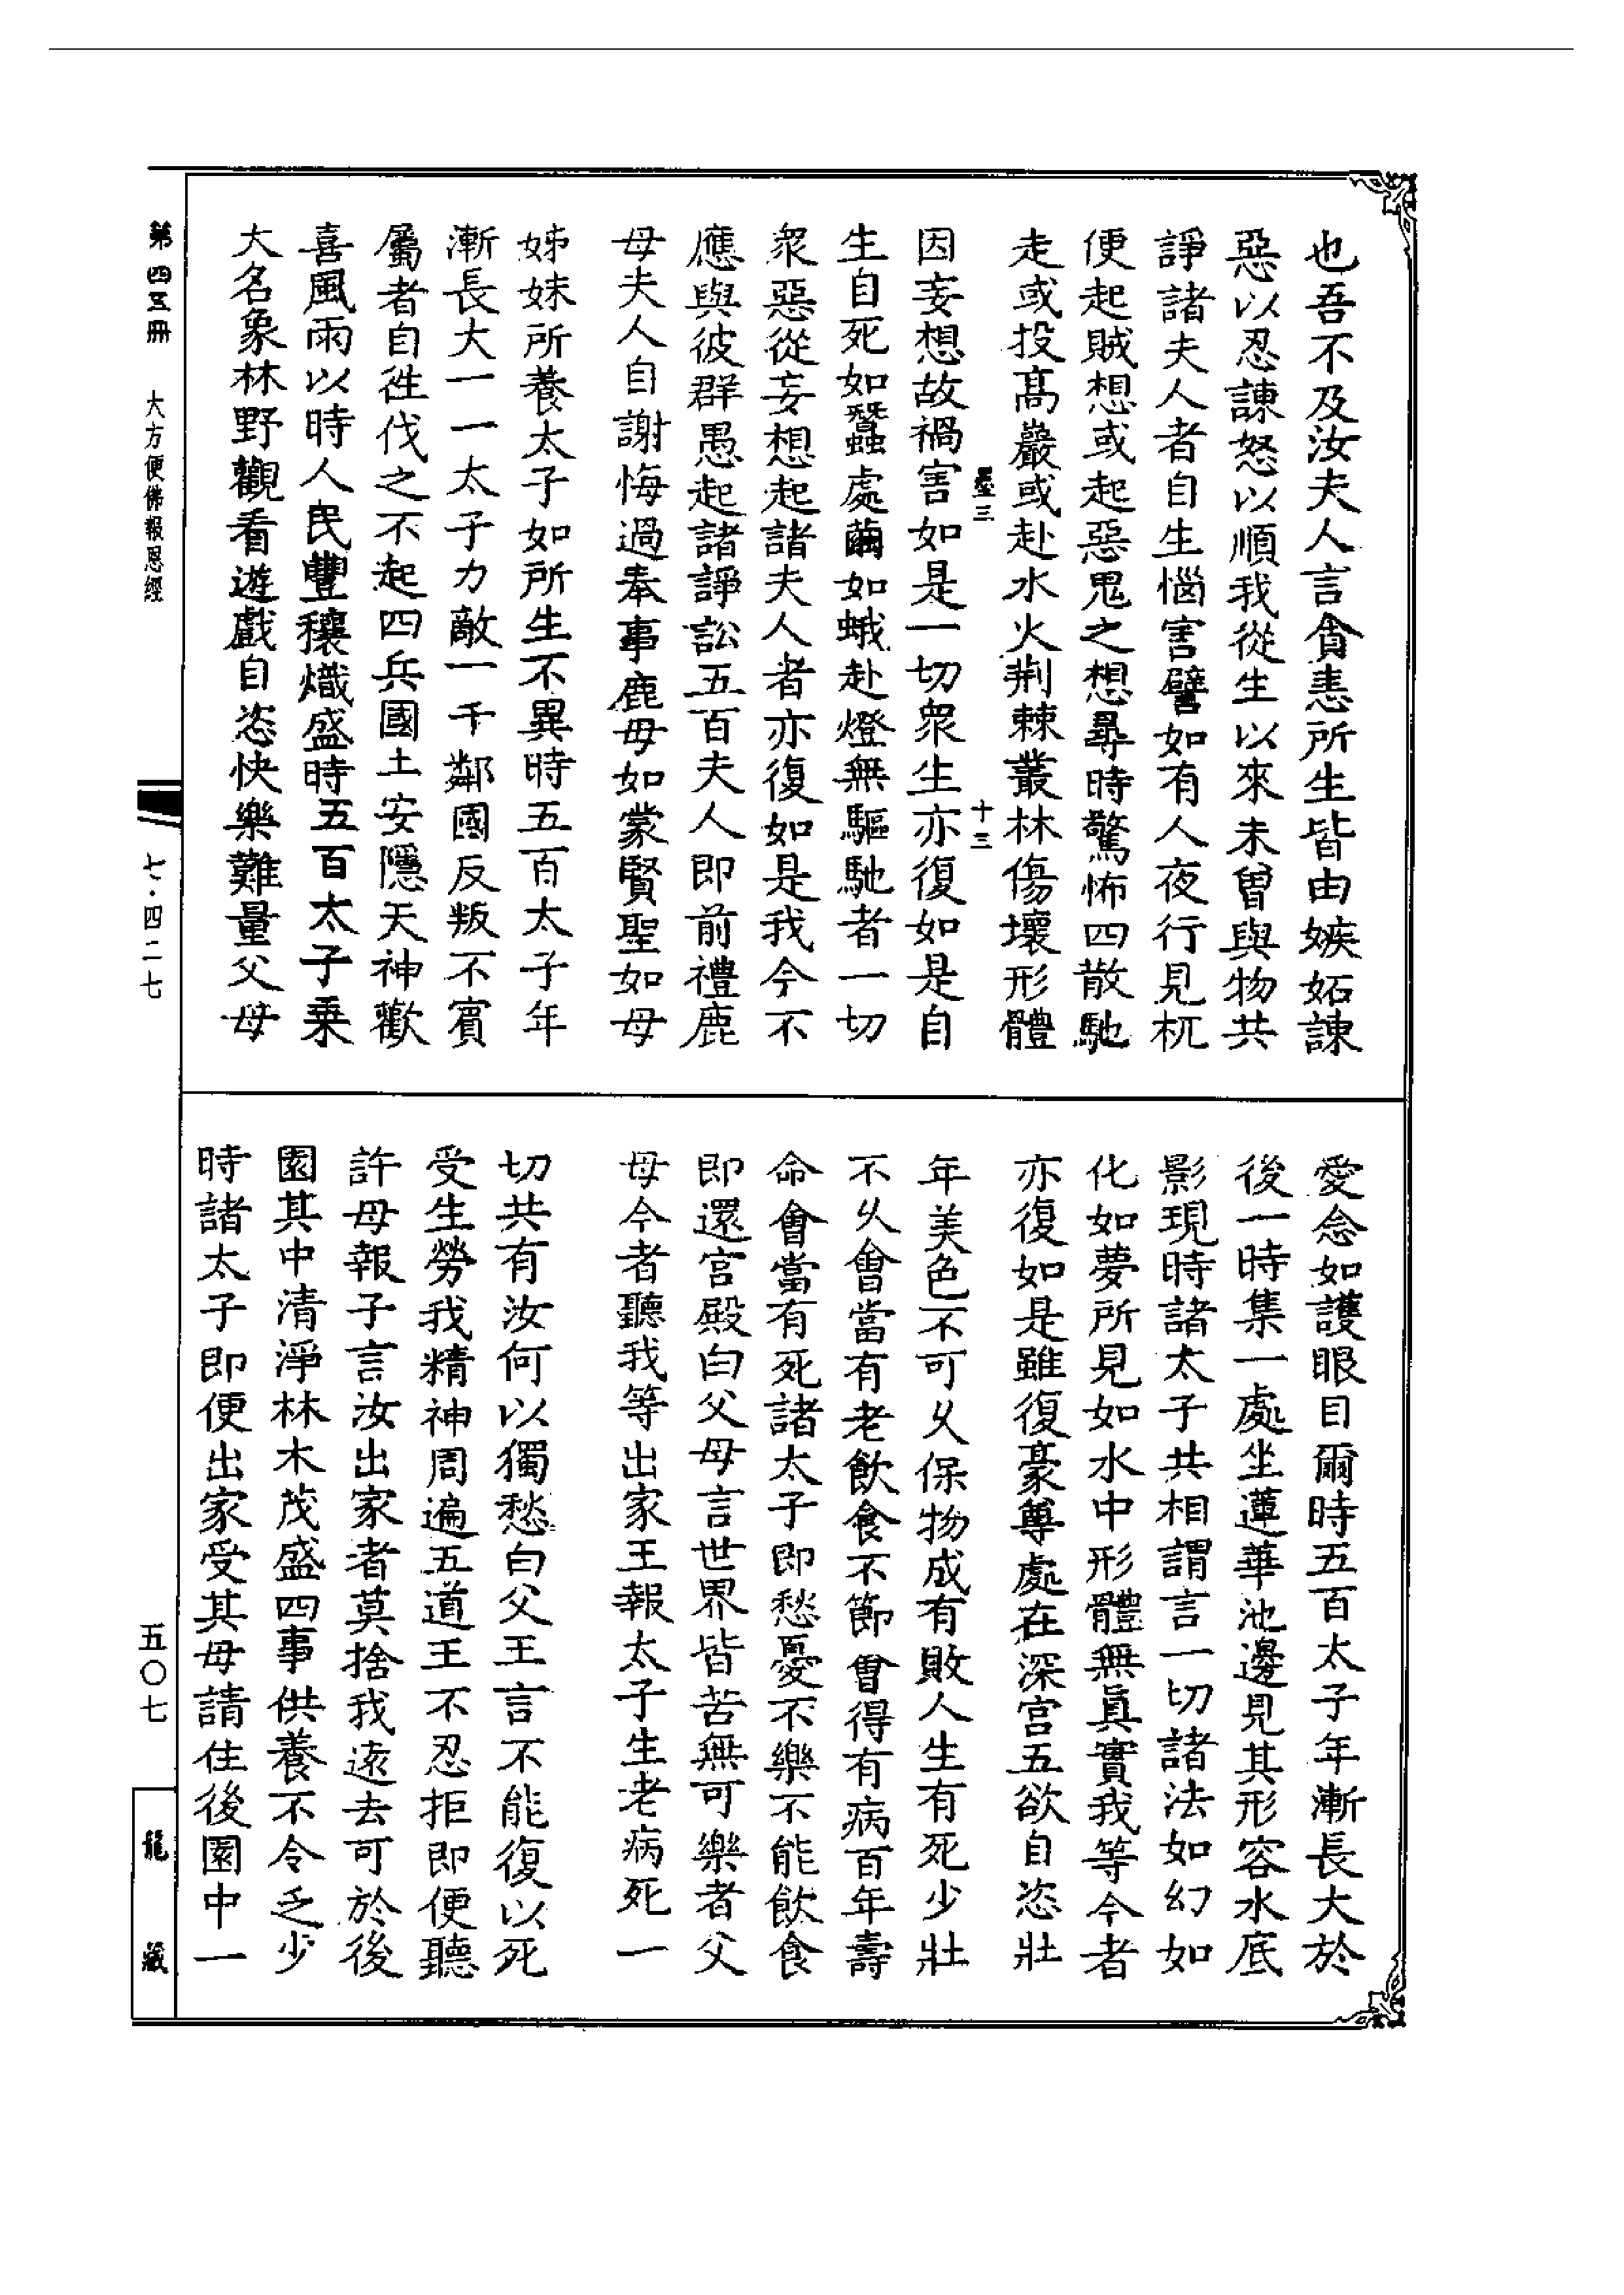 也吾不及汝夫人言貪恚所生皆由嫉妬諫
惡以忍諫怒以順我從生以來未曾與物共
諍諸夫人者自生惱害譬如有人夜行見杌
便起賊想或起惡鬼之想尋時驚怖四散馳
走或投高巖或赴水火荆棘叢林傷壞形體
墨三 十三
因妄想故禍害如是一切衆生亦復如是自
生自死如蠶處繭如蛾赴燈無驅馳者一切
衆惡從妄想起諸夫人者亦復如是我今不
應與彼群愚起諸諍訟五百夫人即前禮鹿
母夫人自謝悔過奉事鹿母如蒙賢聖如母
姊妹所養太子如所生不異時五百太子年
漸長大一一太子力敵一千鄰國反叛不賓
屬者自往伐之不起四兵國土安隱天神歡
喜風雨以時人民豐穰熾盛時五百太子乗
大名象林野觀看遊戲自恣快樂難量父母
愛念如護眼目爾時五百太子年漸長大於
後一時集一處坐蓮華池邊見其形容水底
影現時諸太子共相謂言一切諸法如幻如
化如夢所見如水中形體無真實我等今者
亦復如是雖復豪尊處在深宮五欲自恣壯
年美色不可乆保物成有敗人生有死少壯
不乆會當有老飲食不節會得有病百年壽
命會當有死諸太子即愁憂不樂不能飲食
即還宮殿白父母言世界皆苦無可樂者父
母今者聽我等出家王報太子生老病死一
切共有汝何以獨愁白父王言不能復以死
受生勞我精神周遍五道王不忍拒即便聽
許母報子言汝出家者莫捨我遠去可於後
園其中清淨林木茂盛四事供養不令乏少
時諸太子即便出家受其母請住後園中一
第四五冊 大方便佛報恩經
七·四二七
五〇七
龍藏